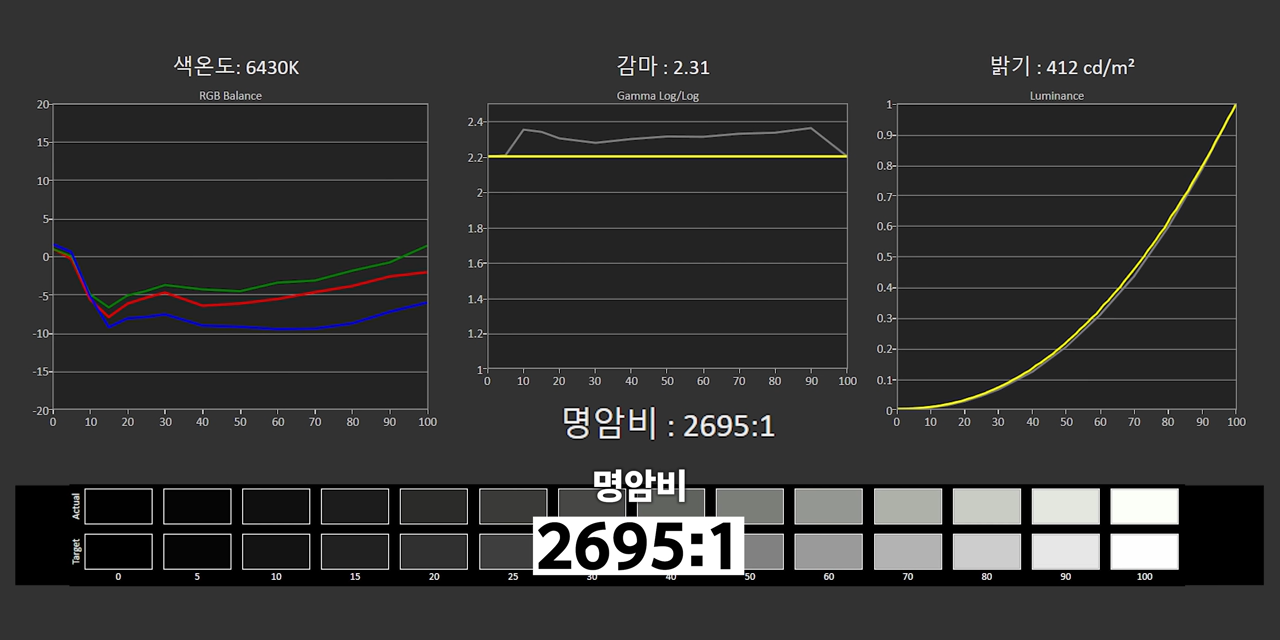 색온도: 6430K
감마 : 2.31
밝기 : 412 cd/m²
RGB Balance
Gamma Log/Log
Luminance
20
15
10
5
0
-5
-10
-15
-20
0 10 20 30 40 50 60 70 80 90 100
2.4
2.2
2
1.8
1.6
1.4
1.2
1
0 10 20 30 40 50 60 70 80 90 100
1
0.9
0.8
0.7
0.6
0.5
0.4
0.3
0.2
0.1
0
0 10 20 30 40 50 60 70 80 90 100
명암비 : 2695:1
명암비
2695:1
Actual
Target
0 5 10 15 20 25 30 40 50 60 70 80 90 100